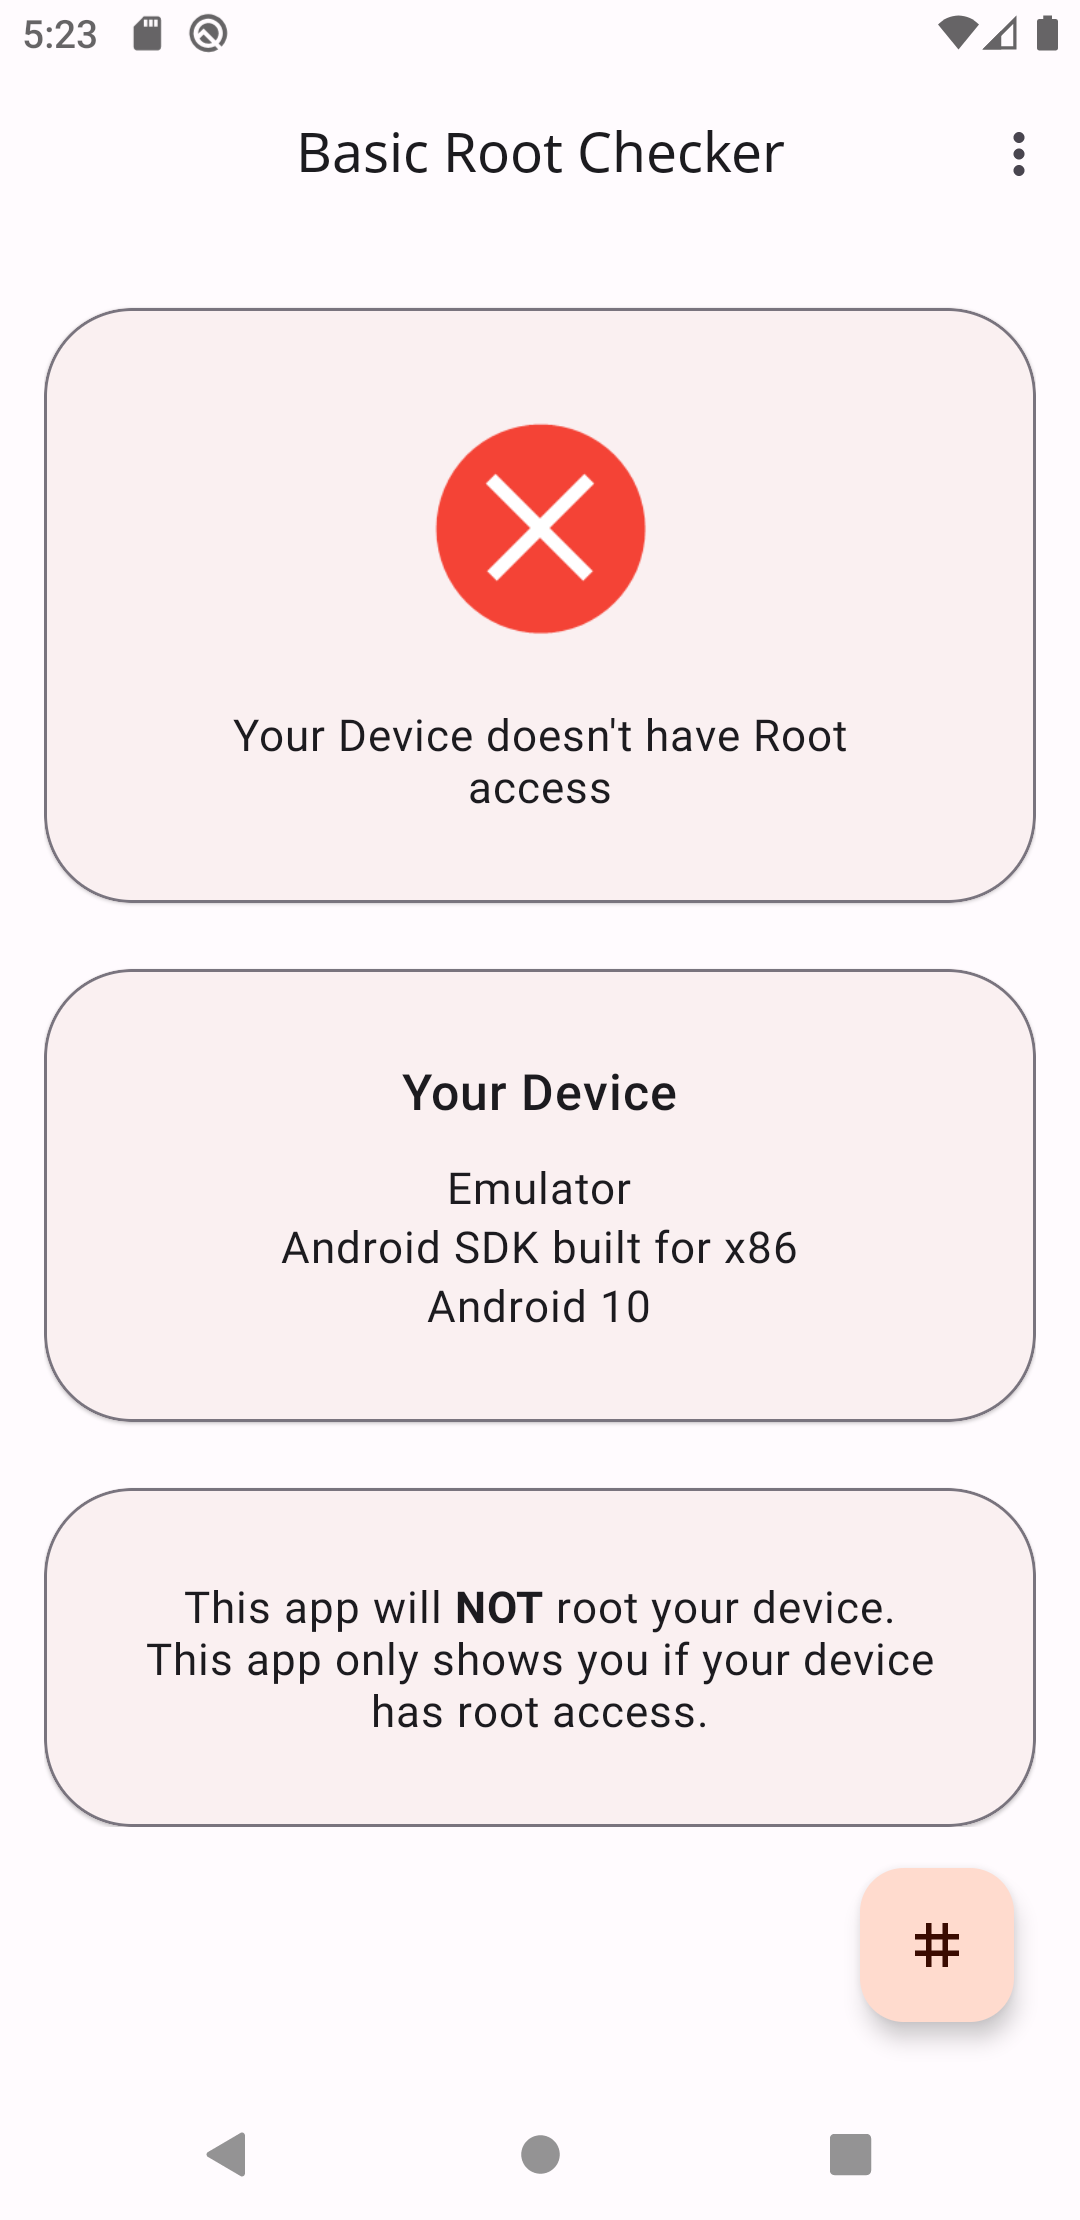 5:23
Basic Root Checker
Your Device doesn't have Root
access
Your Device
Emulator
Android SDK built for x86
Android 10
This app will NOT root your device.
This app only shows you if your device
has root access.
#